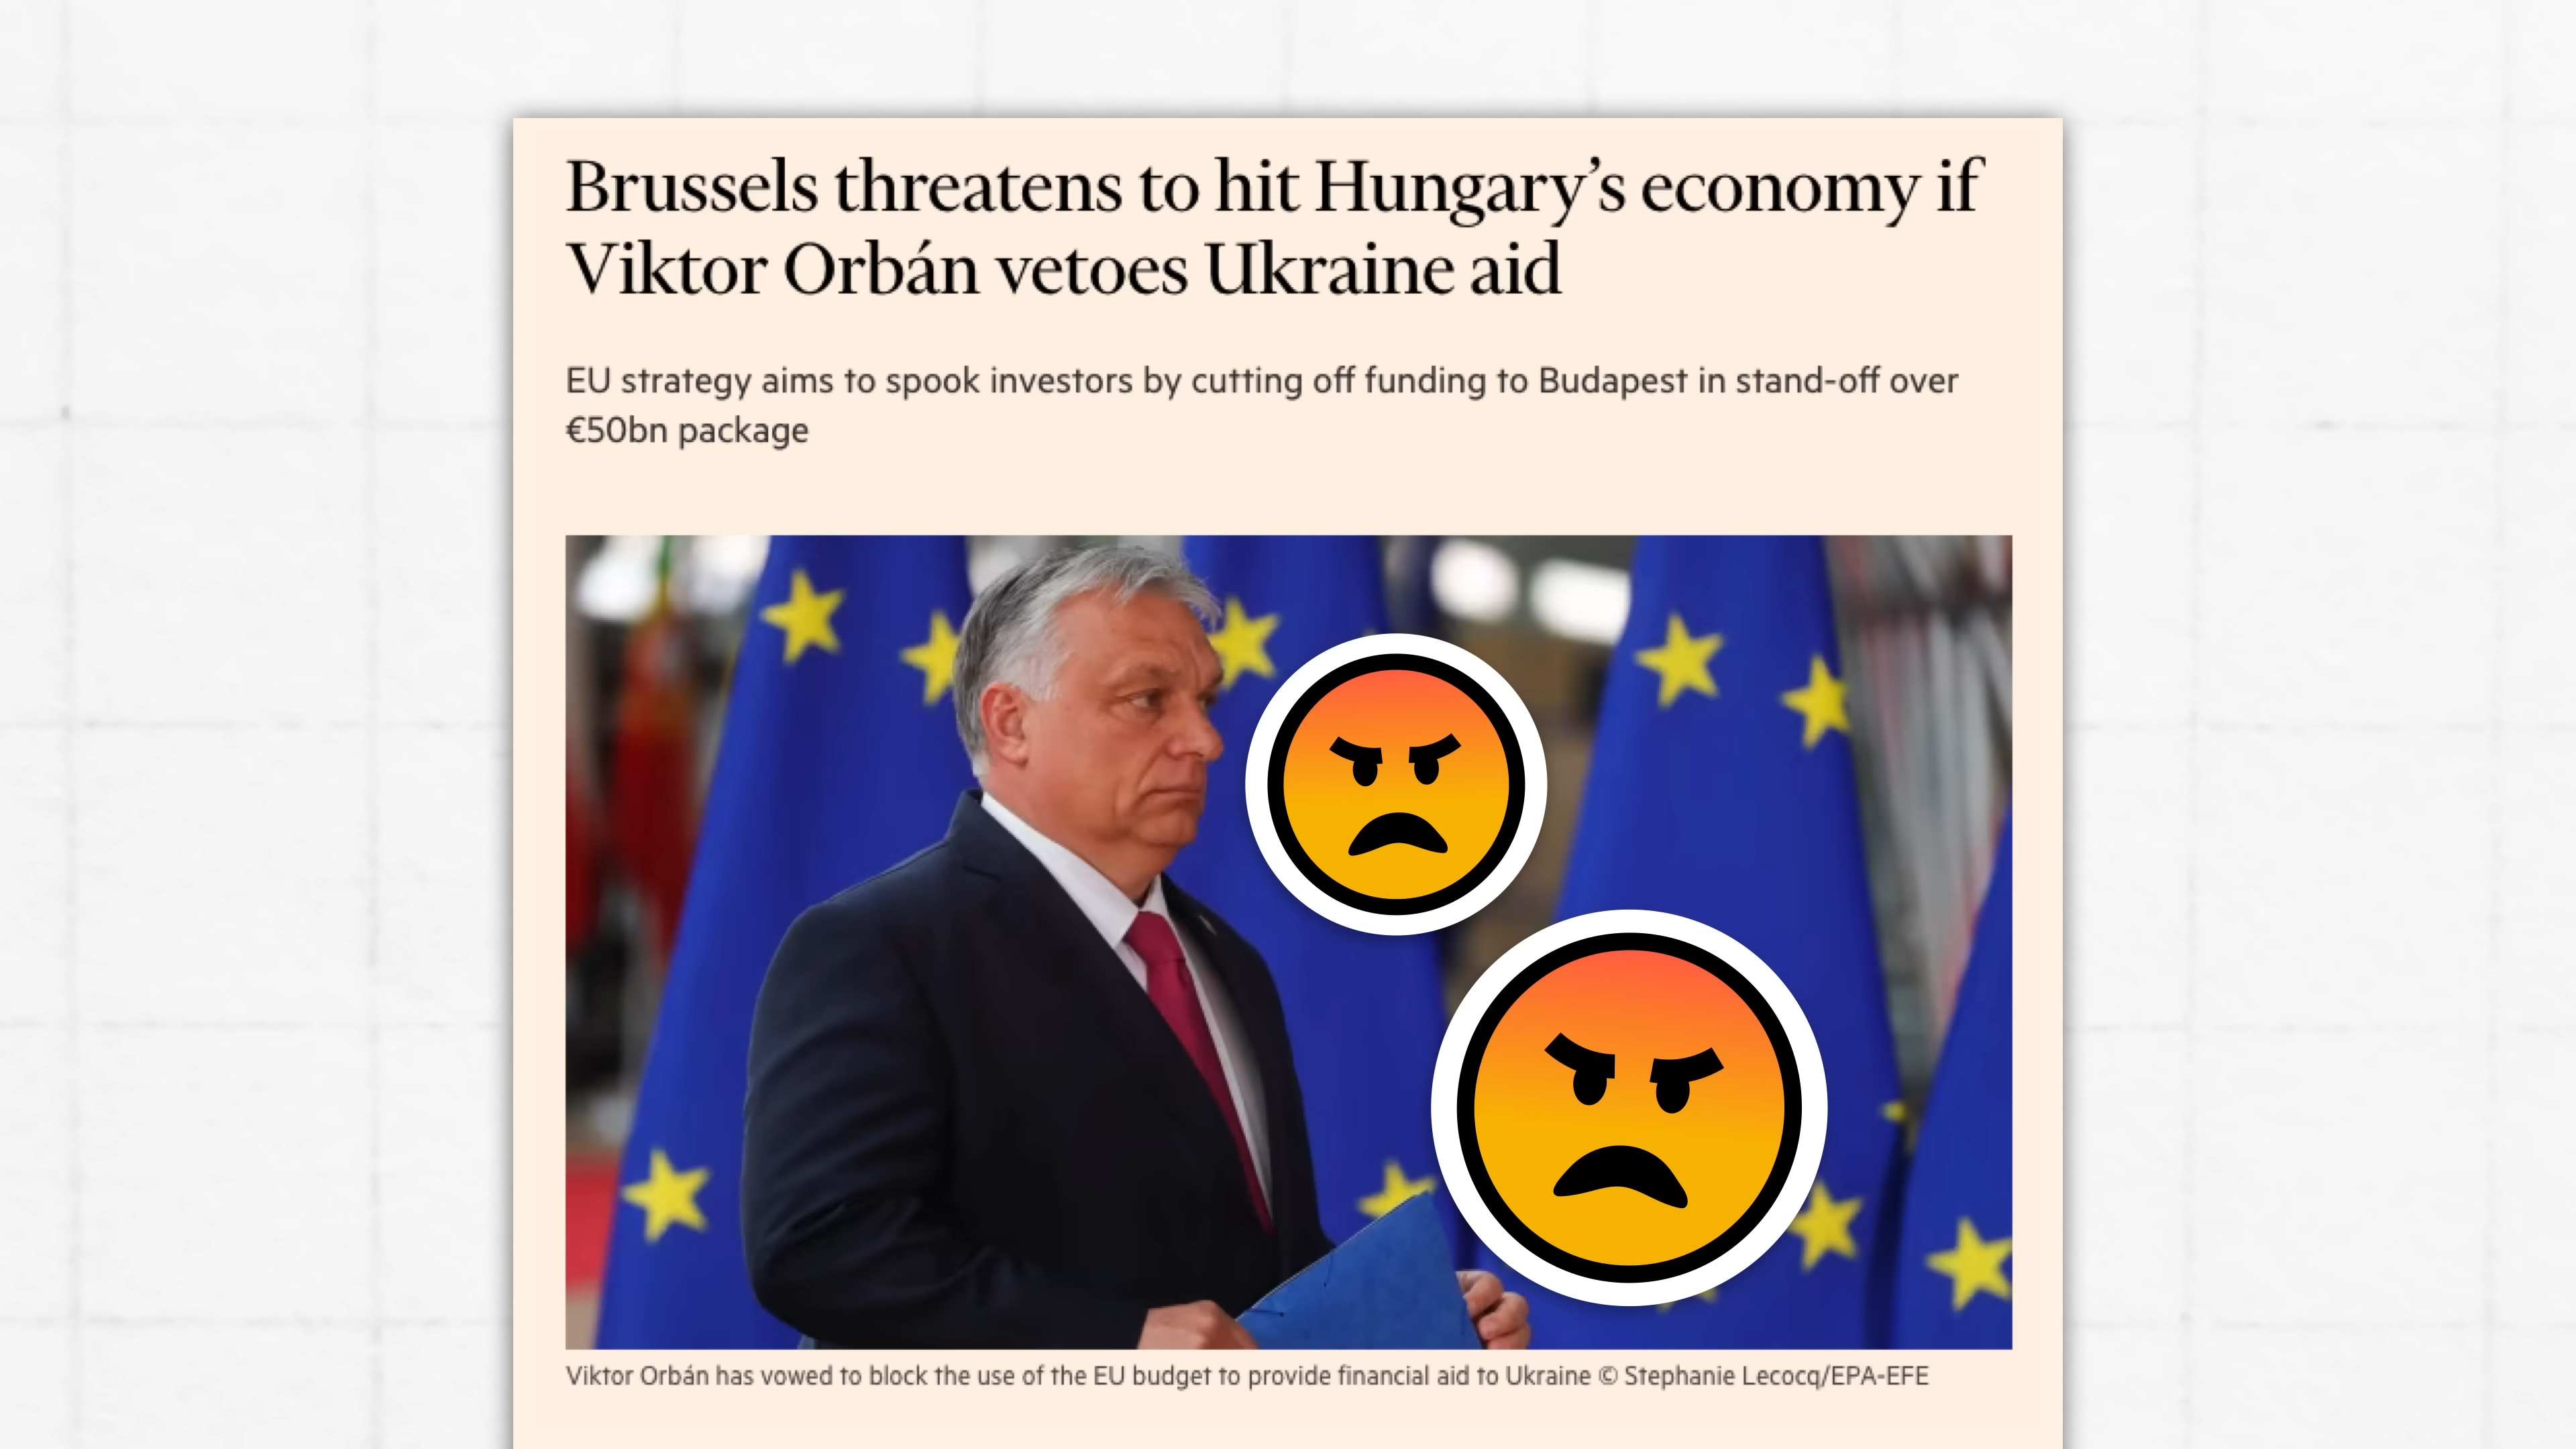 Brussels threatens to hit Hungary’s economy if
Viktor Orbán vetoes Ukraine aid
EU strategy aims to spook investors by cutting off funding to Budapest in stand-off over
€50bn package
Viktor Orbán has vowed to block the use of the EU budget to provide financial aid to Ukraine © Stephanie Lecocq/EPA-EFE